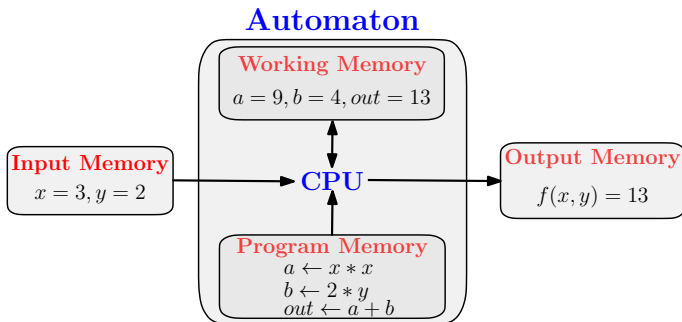 Automaton
Working Memory
a = 9, b = 4, out = 13
Input Memory
x = 3, y = 2
CPU
Output Memory
f(x, y) = 13
Program Memory
a ← x ∗ x
b ← 2 ∗ y
out ← a + b